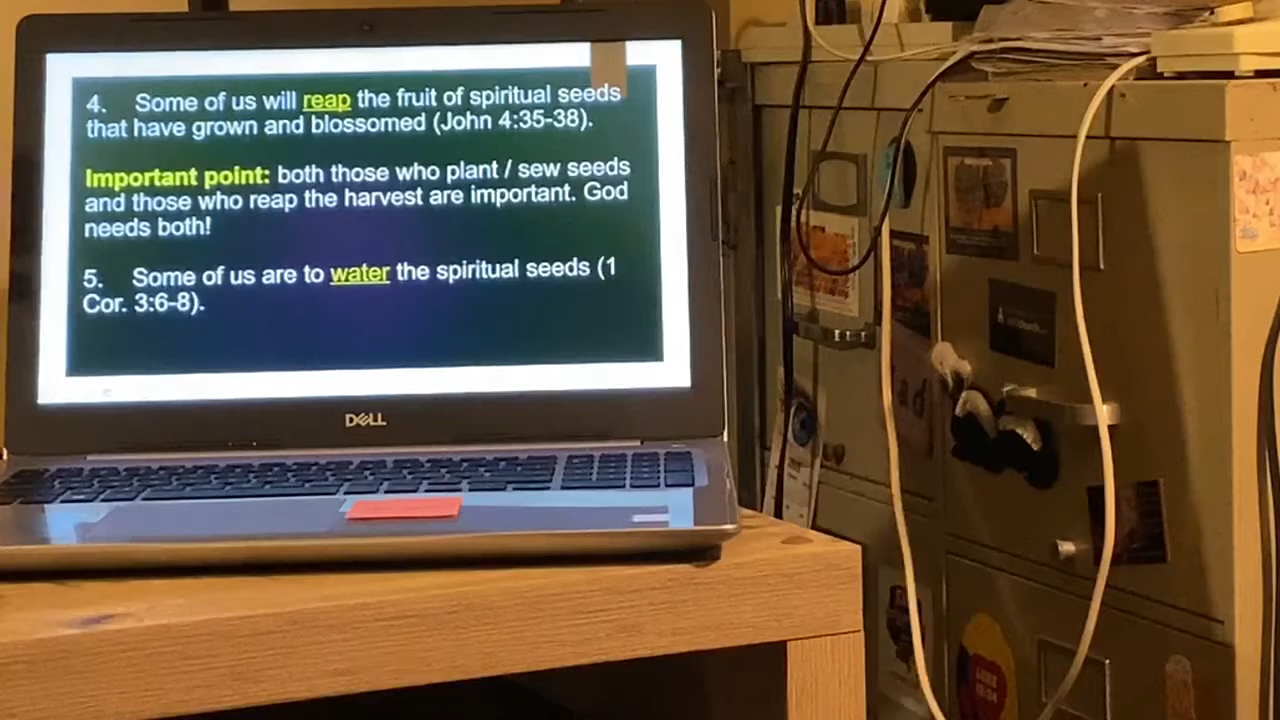 4. Some of us will reap the fruit of spiritual seeds
that have grown and blossomed (John 4:35-38).
Important point: both those who plant / sew seeds
and those who reap the harvest are important. God
needs both!
5. Some of us are to water the spiritual seeds (1
Cor. 3:6-8).
DELL
ad